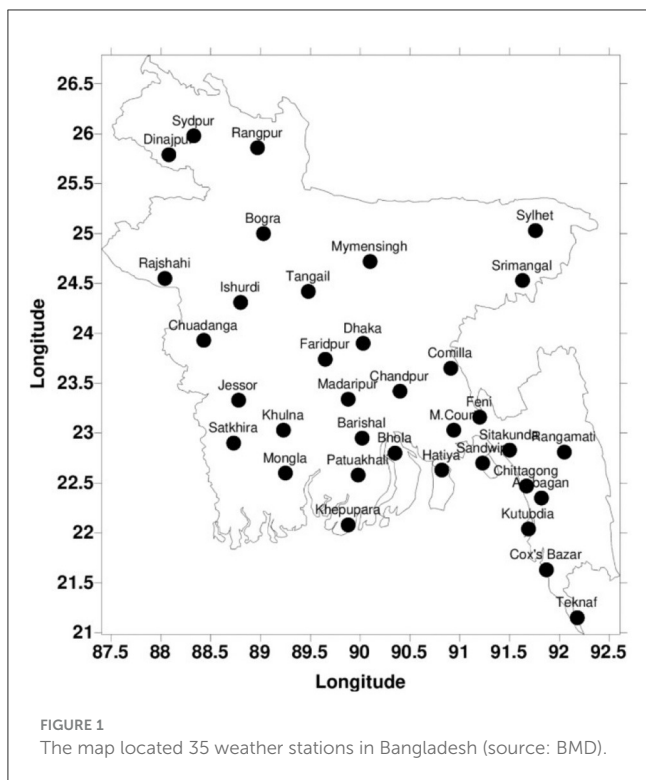 26.5
Sydpur
26
Dinajpur
Rangpur
25.5
Sylhet
25
Bogra
Mymensingh
24.5
Rajshahi
Tangail
Srimangal
Ishurdi
24
Chuadanga
Dhaka
Faridpur
Comilla
23.5
Jessor
Madaripur
Chandpur
Feni
23
Satkhira
Khulna
Barishal
M.Court
Bhola
Sandwip
Sitakunda
Rangamati
22.5
Mongla
Patuakhali
Hatiya
Chittagong
22
Khepupara
Kutubdia
21.5
Cox's Bazar
21
Teknaf
Longitude
87.5 88 88.5 89 89.5 90 90.5 91 91.5 92 92.5
Longitude
FIGURE 1
The map located 35 weather stations in Bangladesh (source: BMD).